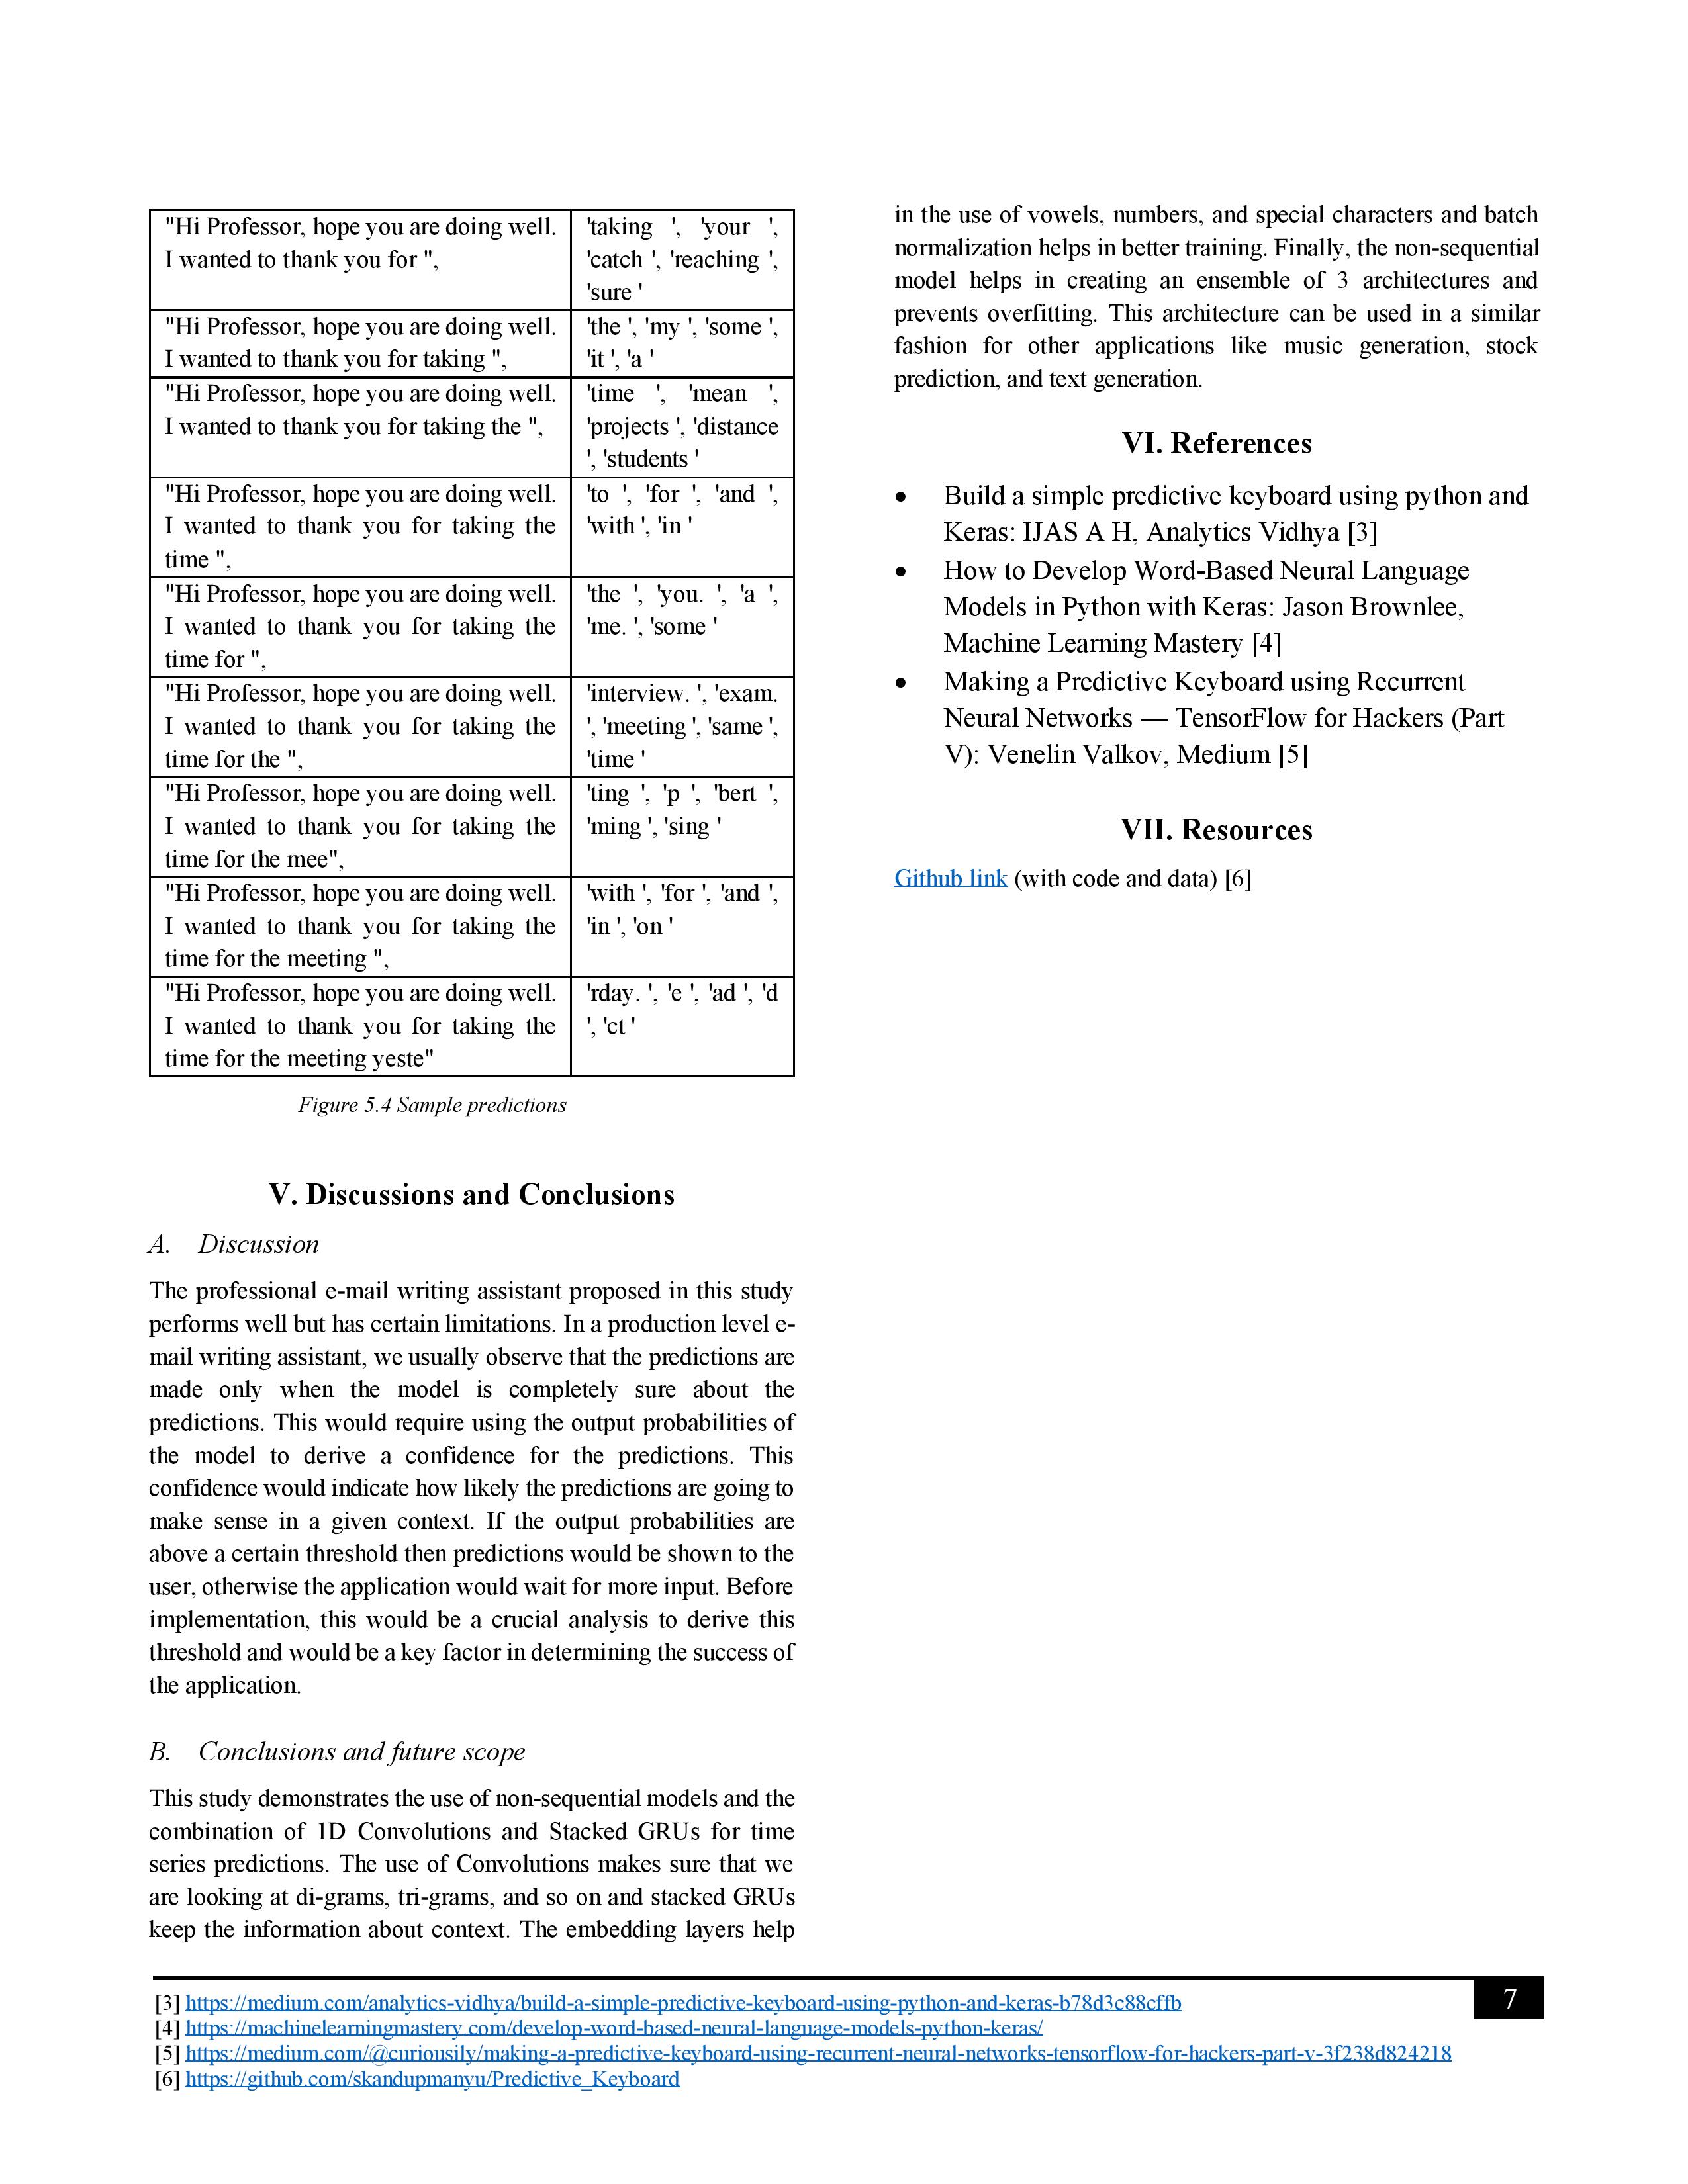 "Hi Professor, hope you are doing well.
I wanted to thank you for ",
'taking ', 'your ',
'catch ', 'reaching ',
'sure '
"Hi Professor, hope you are doing well.
I wanted to thank you for taking ",
'the ', 'my ', 'some ',
'it ', 'a '
"Hi Professor, hope you are doing well.
I wanted to thank you for taking the ",
'time ', 'mean ',
'projects ', 'distance
', 'students '
"Hi Professor, hope you are doing well.
I wanted to thank you for taking the
time ",
'to ', 'for ', 'and ',
'with ', 'in '
"Hi Professor, hope you are doing well.
I wanted to thank you for taking the
time for ",
'the ', 'you. ', 'a ',
'me. ', 'some '
"Hi Professor, hope you are doing well.
I wanted to thank you for taking the
time for the ",
'interview. ', 'exam.
', 'meeting ', 'same ',
'time '
"Hi Professor, hope you are doing well.
I wanted to thank you for taking the
time for the mee",
'ting ', 'p ', 'bert ',
'ming ', 'sing '
"Hi Professor, hope you are doing well.
I wanted to thank you for taking the
time for the meeting ",
'with ', 'for ', 'and ',
'in ', 'on '
"Hi Professor, hope you are doing well.
I wanted to thank you for taking the
time for the meeting yeste"
'rday. ', 'e ', 'ad ', 'd
', 'ct '
Figure 5.4 Sample predictions
V. Discussions and Conclusions
A. Discussion
The professional e-mail writing assistant proposed in this study
performs well but has certain limitations. In a production level e-
mail writing assistant, we usually observe that the predictions are
made only when the model is completely sure about the
predictions. This would require using the output probabilities of
the model to derive a confidence for the predictions. This
confidence would indicate how likely the predictions are going to
make sense in a given context. If the output probabilities are
above a certain threshold then predictions would be shown to the
user, otherwise the application would wait for more input. Before
implementation, this would be a crucial analysis to derive this
threshold and would be a key factor in determining the success of
the application.
B. Conclusions and future scope
This study demonstrates the use of non-sequential models and the
combination of 1D Convolutions and Stacked GRUs for time
series predictions. The use of Convolutions makes sure that we
are looking at di-grams, tri-grams, and so on and stacked GRUs
keep the information about context. The embedding layers help
in the use of vowels, numbers, and special characters and batch
normalization helps in better training. Finally, the non-sequential
model helps in creating an ensemble of 3 architectures and
prevents overfitting. This architecture can be used in a similar
fashion for other applications like music generation, stock
prediction, and text generation.
VI. References
• Build a simple predictive keyboard using python and
Keras: IJAS A H, Analytics Vidhya [3]
• How to Develop Word-Based Neural Language
Models in Python with Keras: Jason Brownlee,
Machine Learning Mastery [4]
• Making a Predictive Keyboard using Recurrent
Neural Networks — TensorFlow for Hackers (Part
V): Venelin Valkov, Medium [5]
VII. Resources
Github link (with code and data) [6]
[3] https://medium.com/analytics-vidhya/build-a-simple-predictive-keyboard-using-python-and-keras-b78d3c88cffb
[4] https://machinelearningmastery.com/develop-word-based-neural-language-models-python-keras/
[5] https://medium.com/@curiousily/making-a-predictive-keyboard-using-recurrent-neural-networks-tensorflow-for-hackers-part-v-3f238d824218
[6] https://github.com/skandupmanyu/Predictive_Keyboard
7